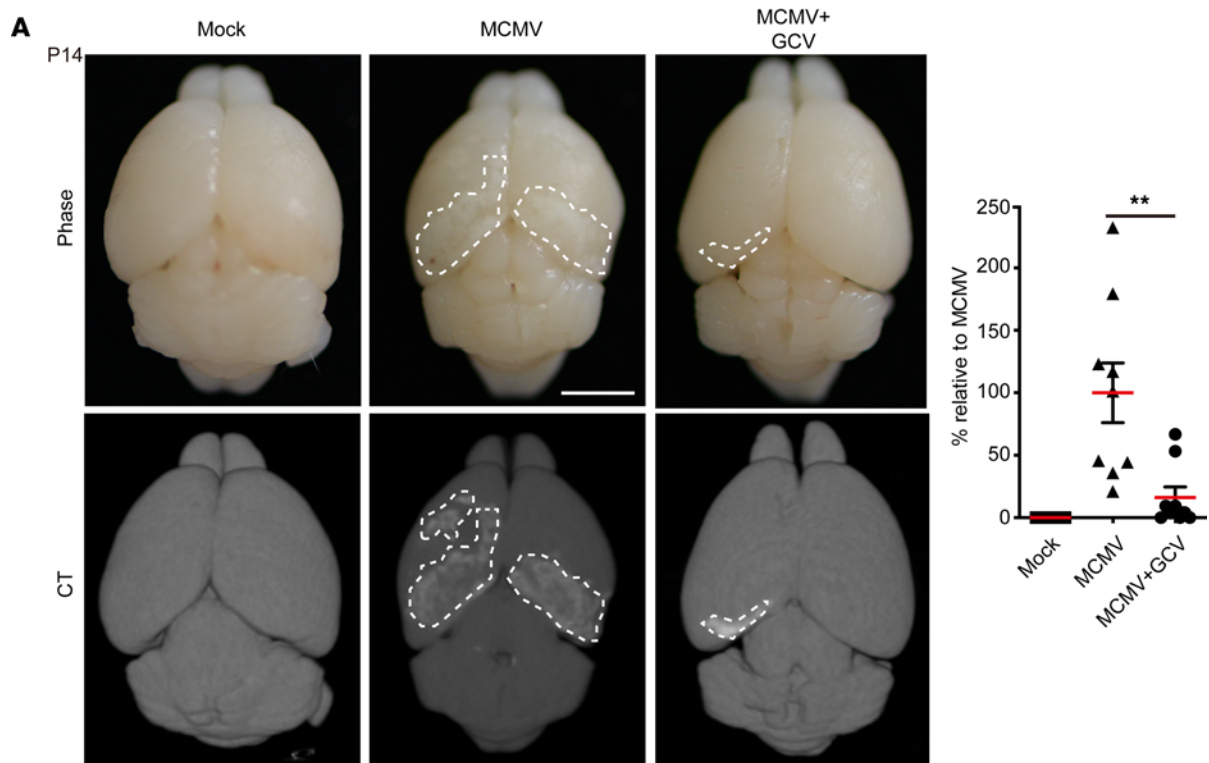 A
Mock
MCMV
MCMV+
GCV
P14
Phase
CT
% relative to MCMV
250
200
150
100
50
0
**
Mock
MCMV
MCMV+GCV